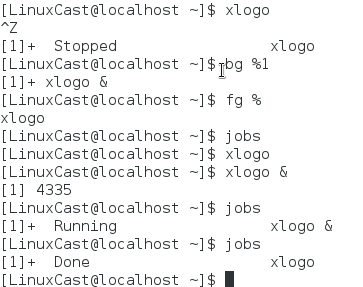 [LinuxCast@localhost ~]$ xlogo
^Z
[1]+  Stopped                 xlogo
[LinuxCast@localhost ~]$ bg %1
[1]+ xlogo &
[LinuxCast@localhost ~]$ fg %
xlogo
[LinuxCast@localhost ~]$ jobs
[LinuxCast@localhost ~]$ xlogo
[LinuxCast@localhost ~]$ xlogo &
[1] 4335
[LinuxCast@localhost ~]$ jobs
[1]+  Running                 xlogo &
[LinuxCast@localhost ~]$ jobs
[1]+  Done                    xlogo
[LinuxCast@localhost ~]$